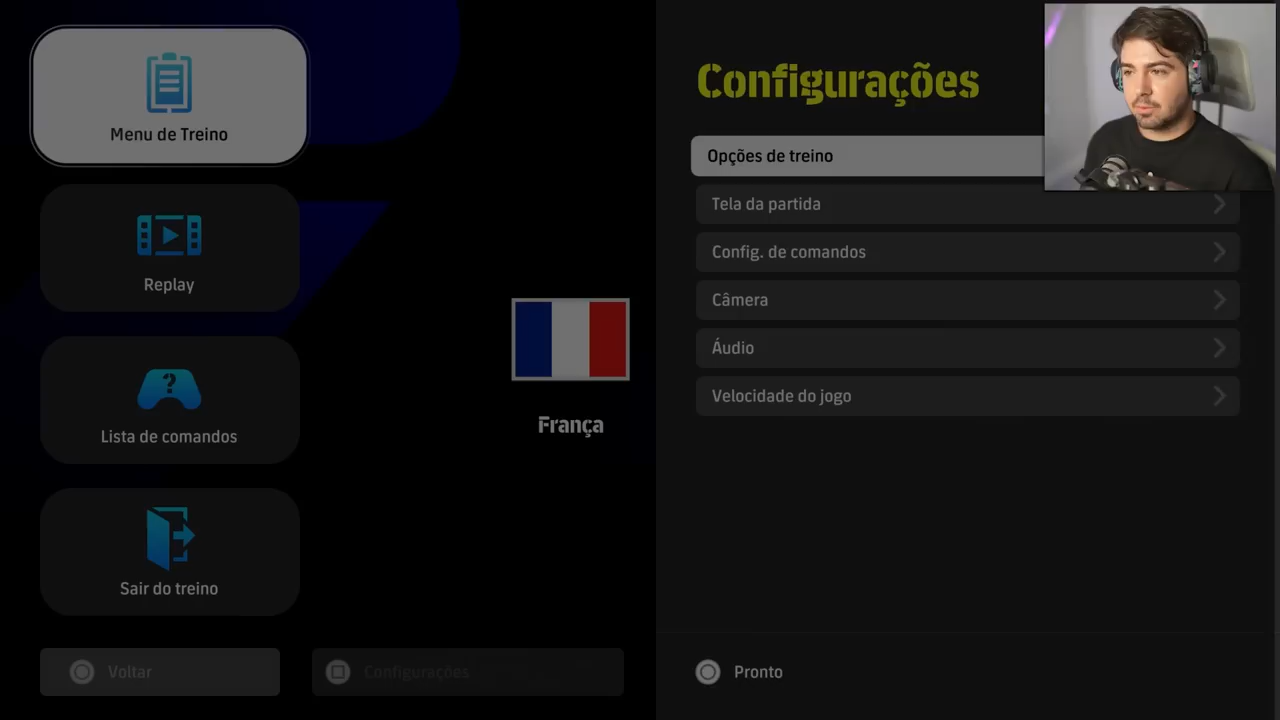 Menu de Treino
Replay
Lista de comandos
Sair do treino
Voltar
Configurações
França
Configurações
Opções de treino
Tela da partida
Config. de comandos
Câmera
Áudio
Velocidade do jogo
Pronto